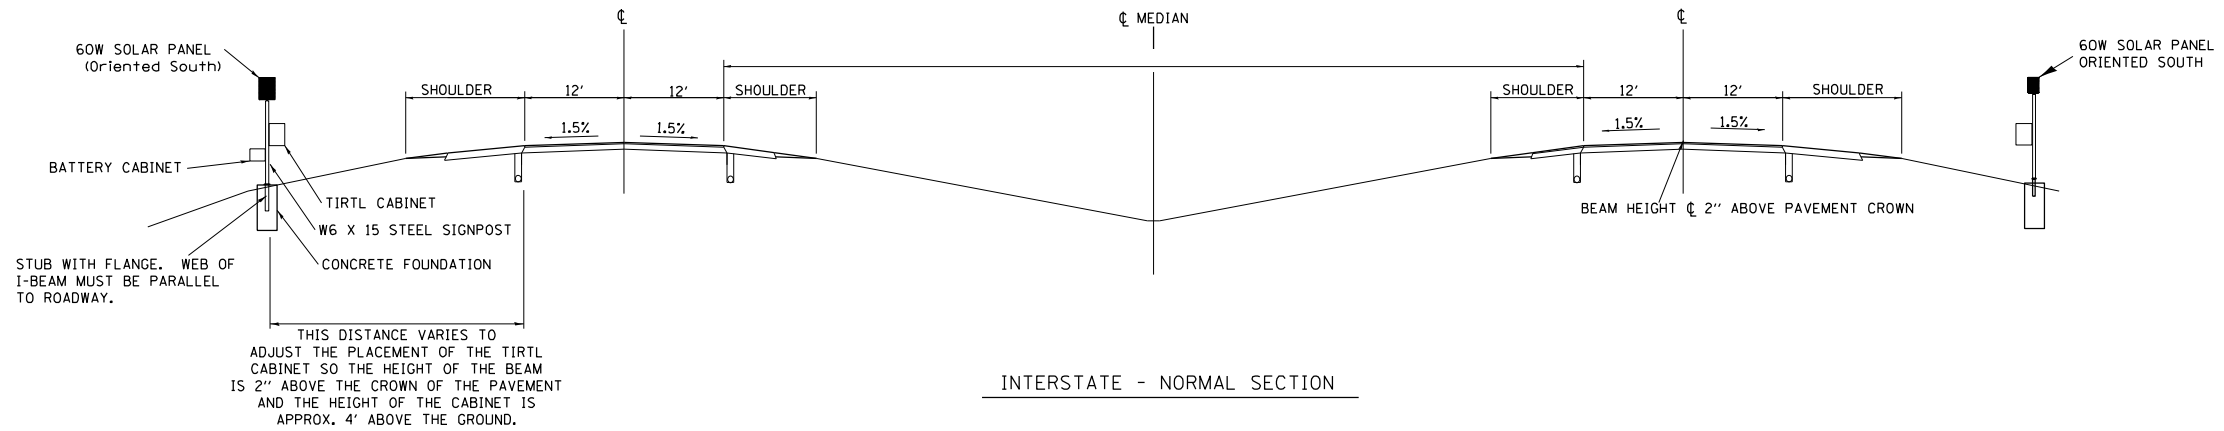 ℄
℄ MEDIAN
℄
60W SOLAR PANEL
(Oriented South)
60W SOLAR PANEL
ORIENTED SOUTH
SHOULDER
12'
12'
SHOULDER
SHOULDER
12'
12'
SHOULDER
1.5%
1.5%
1.5%
1.5%
BATTERY CABINET
TIRTL CABINET
W6 X 15 STEEL SIGNPOST
CONCRETE FOUNDATION
STUB WITH FLANGE. WEB OF
I-BEAM MUST BE PARALLEL
TO ROADWAY.
BEAM HEIGHT ℄ 2'' ABOVE PAVEMENT CROWN
THIS DISTANCE VARIES TO
ADJUST THE PLACEMENT OF THE TIRTL
CABINET SO THE HEIGHT OF THE BEAM
IS 2'' ABOVE THE CROWN OF THE PAVEMENT
AND THE HEIGHT OF THE CABINET IS
APPROX. 4' ABOVE THE GROUND.
INTERSTATE - NORMAL SECTION